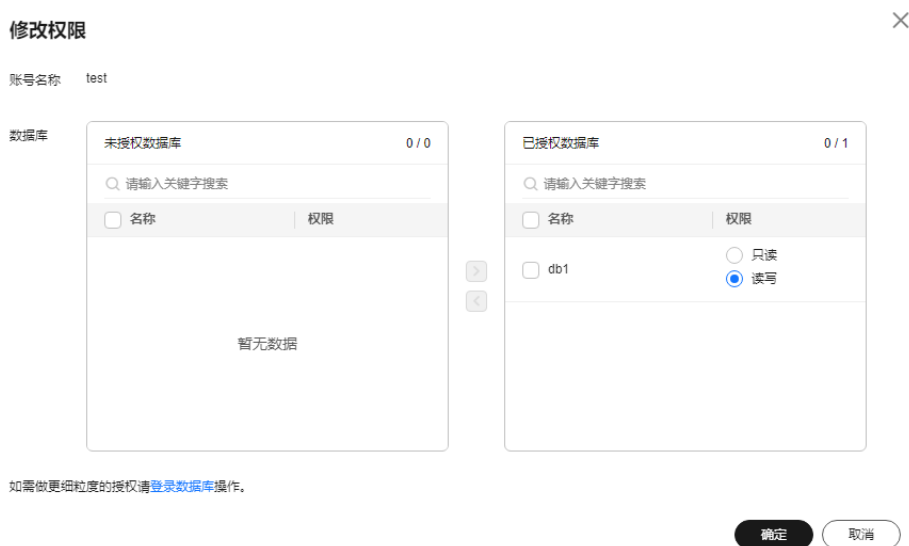 修改权限
账号名称 test
数据库
未授权数据库 0 / 0
请输入关键字搜索
名称 权限
暂无数据
已授权数据库 0 / 1
请输入关键字搜索
名称 权限
db1
只读
读写
如需做更细粒度的授权请登录数据库操作。
确定 取消